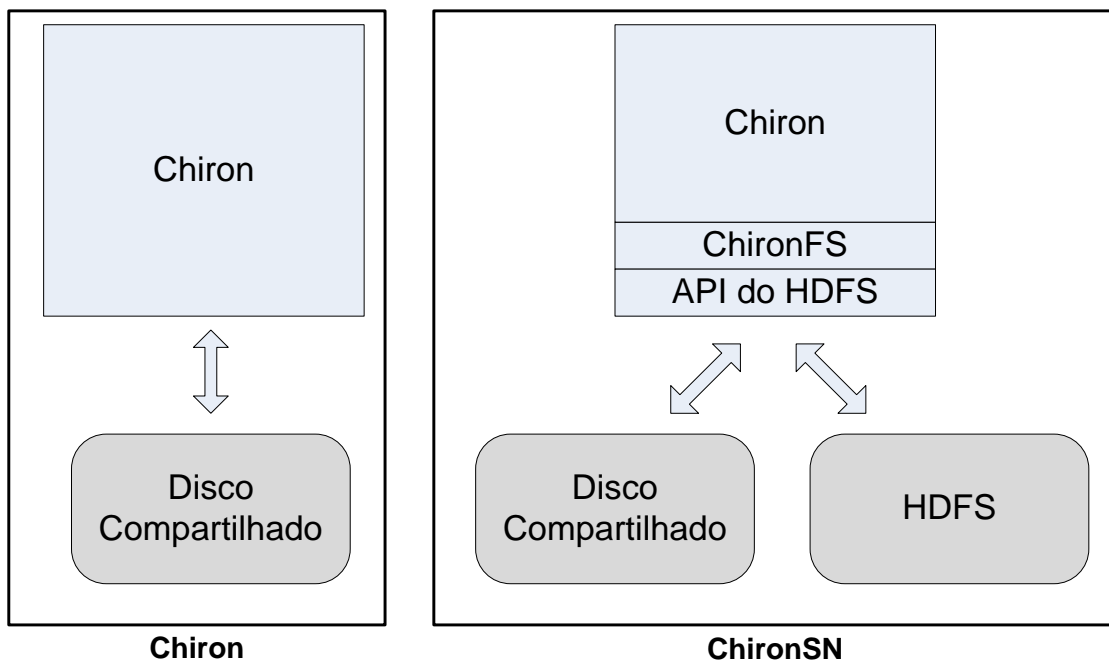 Chiron
Disco
Compartilhado
Chiron
Chiron
ChironFS
API do HDFS
Disco
Compartilhado
HDFS
ChironSN